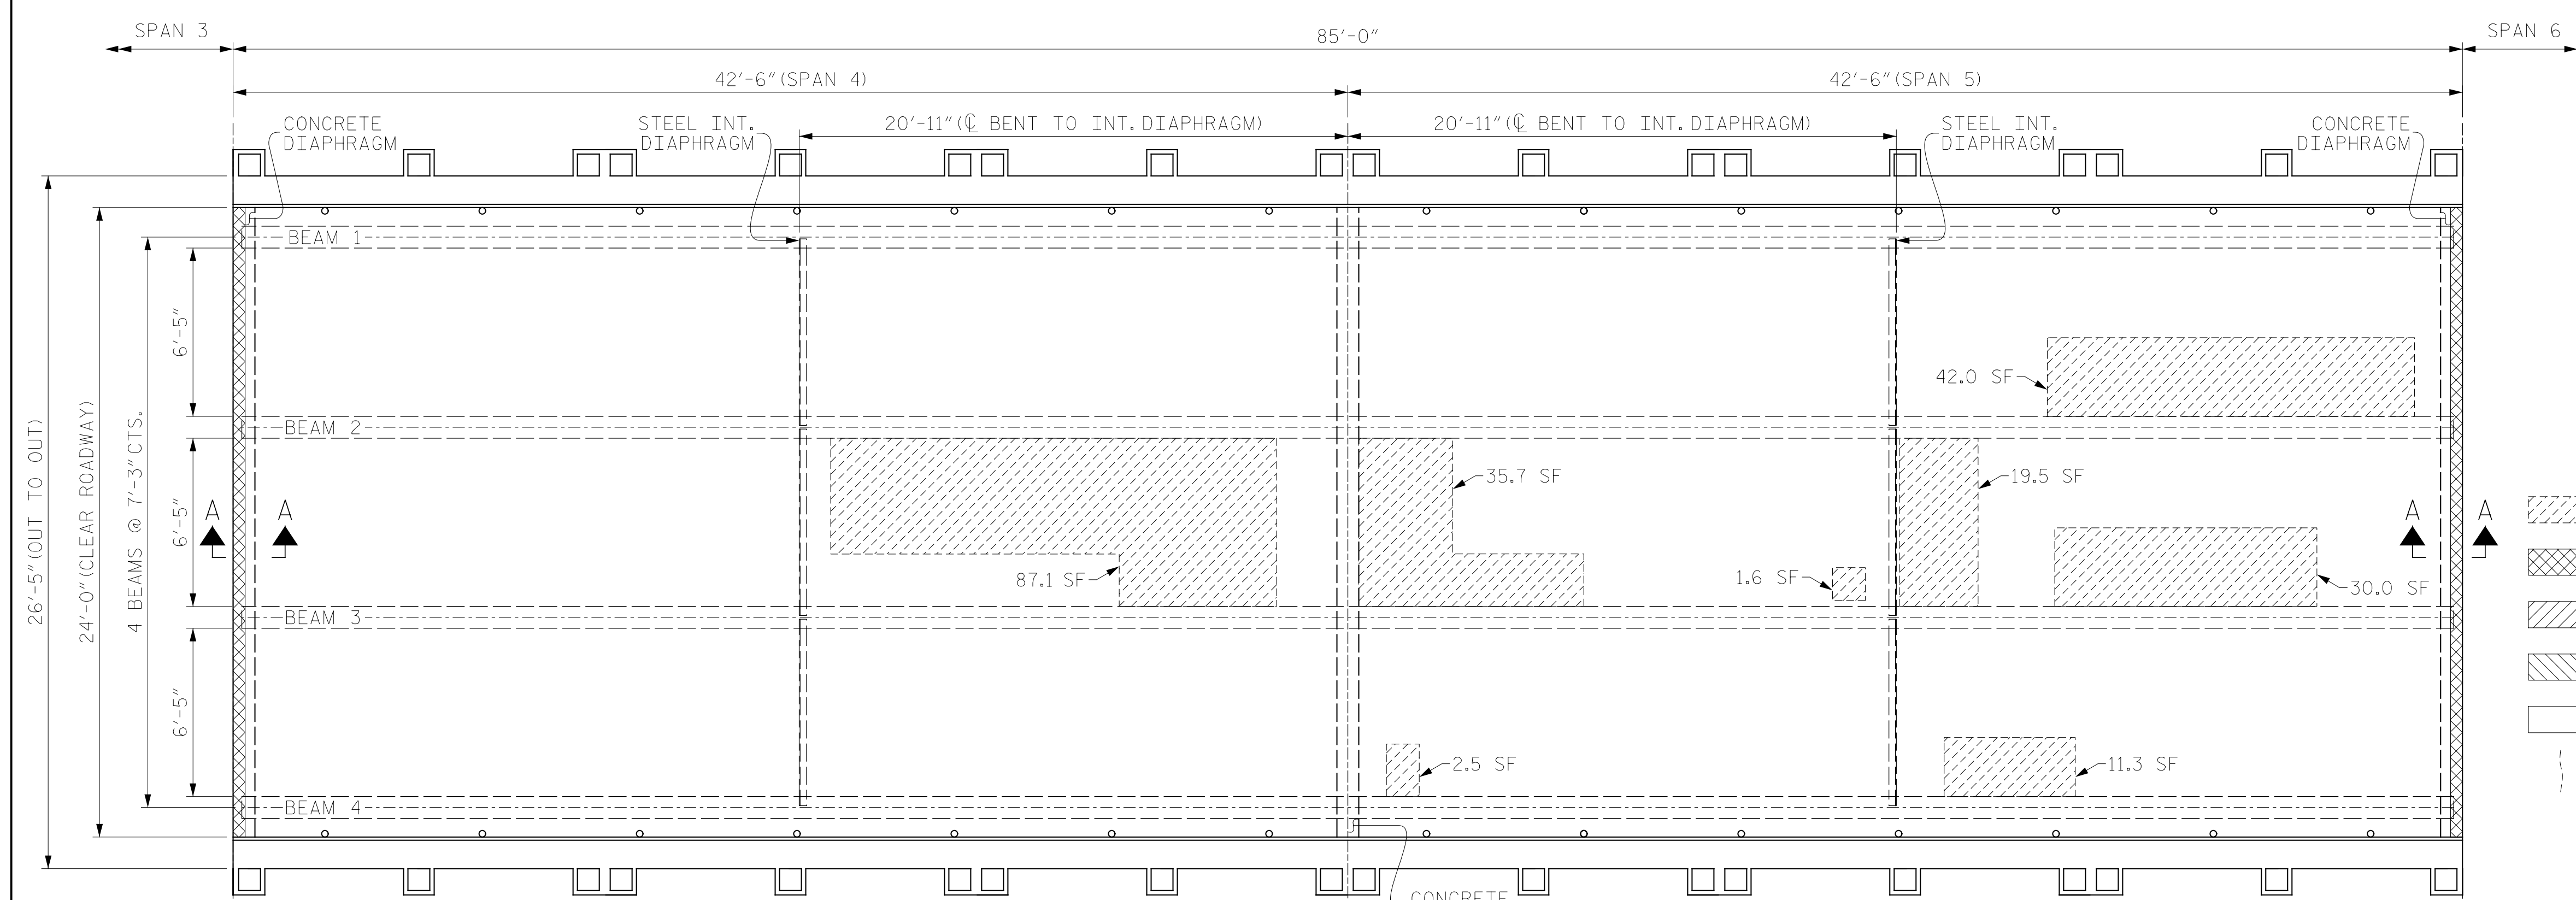 SPAN 3
85'-0"
SPAN 6
42'-6"(SPAN 4)
42'-6"(SPAN 5)
CONCRETE
DIAPHRAGM
STEEL INT.
DIAPHRAGM
20'-11"(℄ BENT TO INT. DIAPHRAGM)
20'-11"(℄ BENT TO INT. DIAPHRAGM)
STEEL INT.
DIAPHRAGM
CONCRETE
DIAPHRAGM
26'-5"(OUT TO OUT)
24'-0"(CLEAR ROADWAY)
4 BEAMS @ 7'-3"CTS.
6'-5"
6'-5"
6'-5"
BEAM 1
BEAM 2
BEAM 3
BEAM 4
42.0 SF
35.7 SF
19.5 SF
87.1 SF
1.6 SF
30.0 SF
2.5 SF
11.3 SF
A
A
A
A
CONCRETE